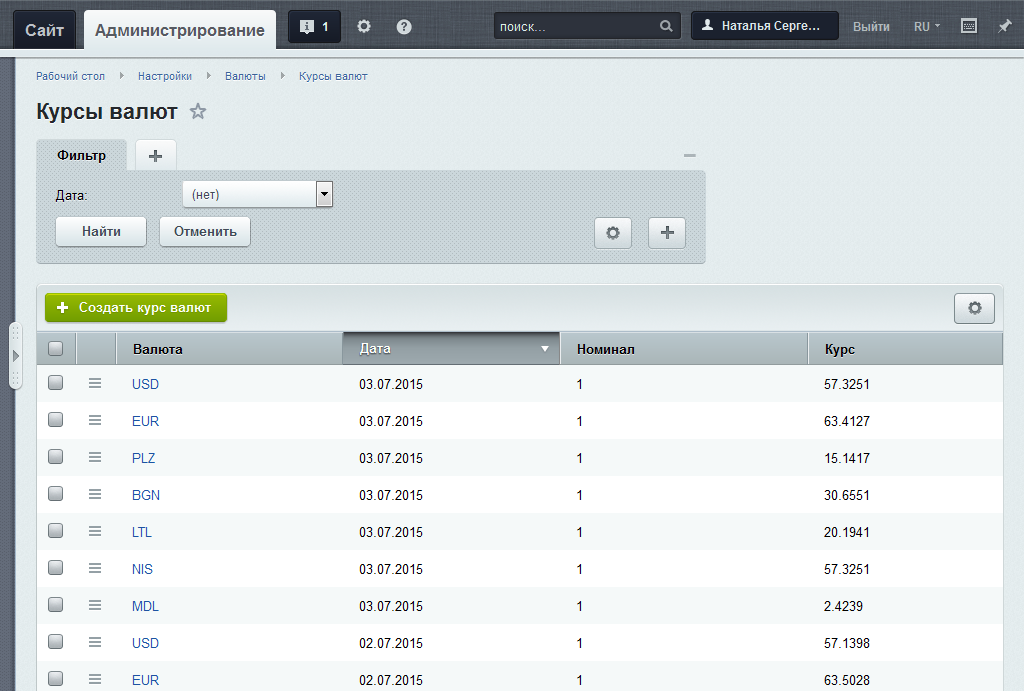 Сайт Администрирование 1 поиск... Наталья Серге... Выйти RU
Рабочий стол Настройки Валюты Курсы валют
Курсы валют
Фильтр
Дата: (нет)
Найти Отменить
Создать курс валют
Валюта Дата Номинал Курс
USD 03.07.2015 1 57.3251
EUR 03.07.2015 1 63.4127
PLZ 03.07.2015 1 15.1417
BGN 03.07.2015 1 30.6551
LTL 03.07.2015 1 20.1941
NIS 03.07.2015 1 57.3251
MDL 03.07.2015 1 2.4239
USD 02.07.2015 1 57.1398
EUR 02.07.2015 1 63.5028